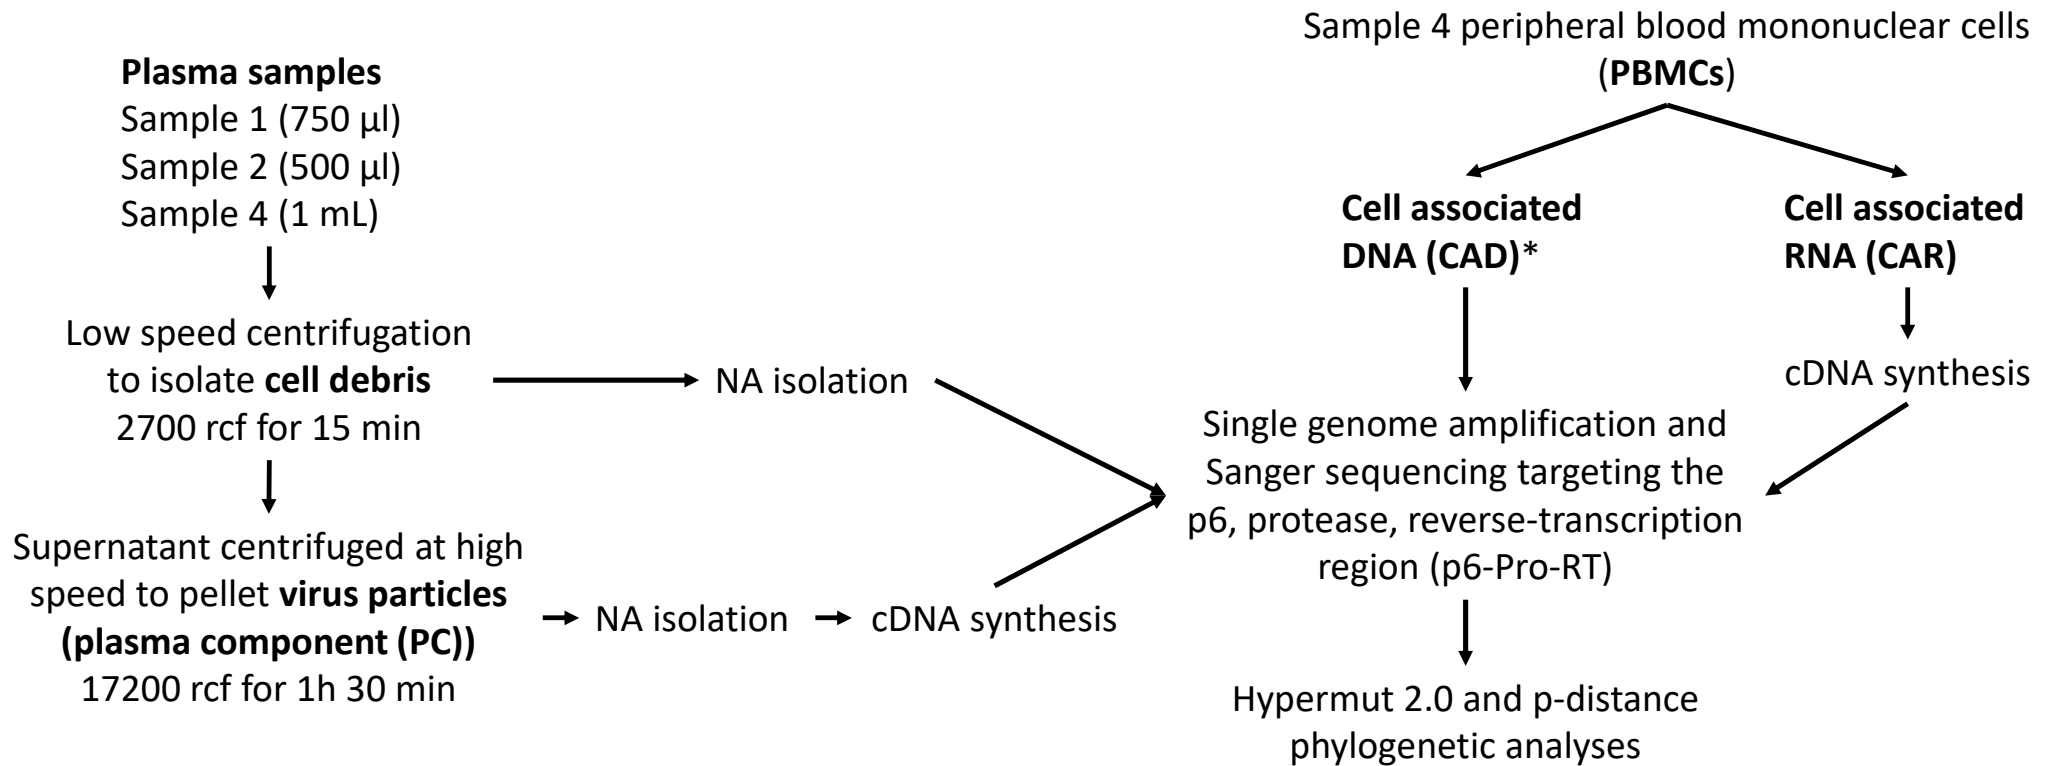 Plasma samples
Sample 1 (750 µl)
Sample 2 (500 µl)
Sample 4 (1 mL)
Low speed centrifugation
to isolate cell debris
2700 rcf for 15 min
NA isolation
Supernatant centrifuged at high
speed to pellet virus particles
(plasma component (PC))
17200 rcf for 1h 30 min
NA isolation
cDNA synthesis
Sample 4 peripheral blood mononuclear cells
(PBMCs)
Cell associated
DNA (CAD)*
Cell associated
RNA (CAR)
cDNA synthesis
Single genome amplification and
Sanger sequencing targeting the
p6, protease, reverse-transcription
region (p6-Pro-RT)
Hypermut 2.0 and p-distance
phylogenetic analyses